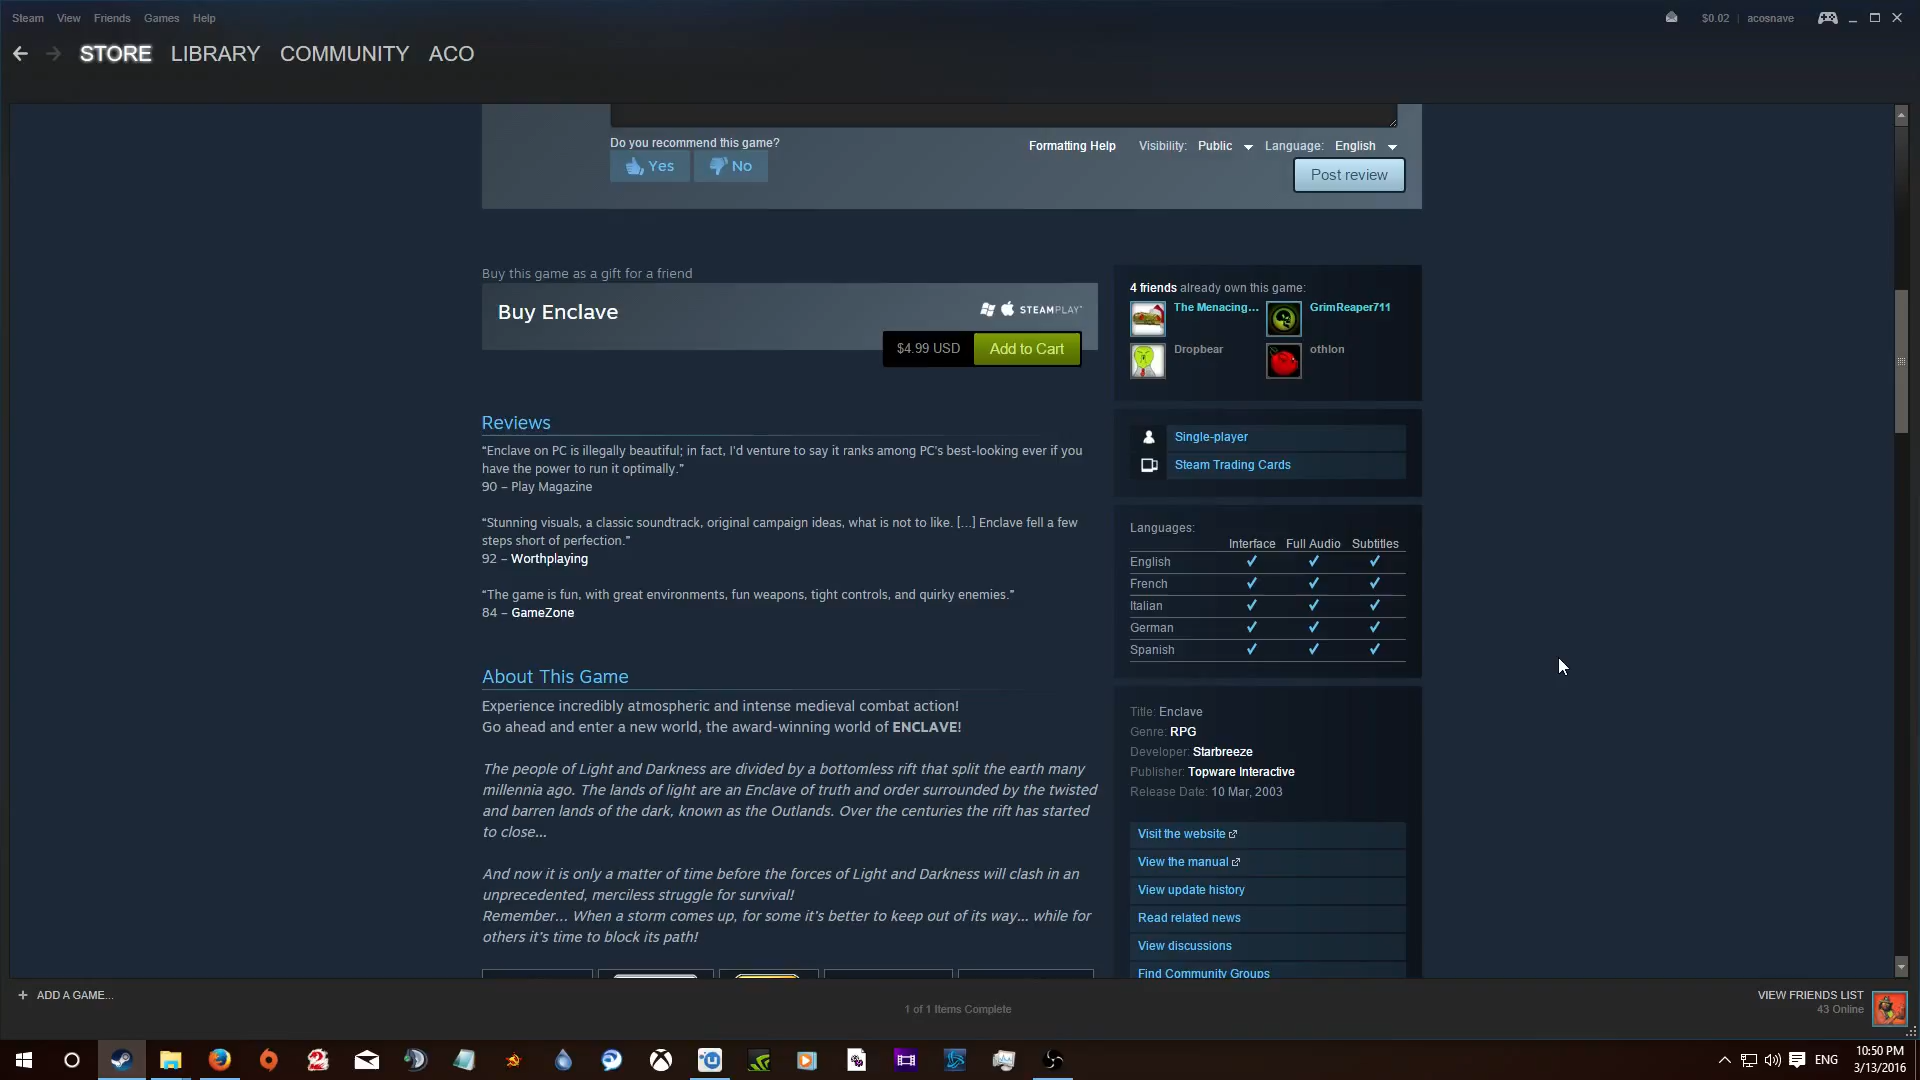 Steam View Friends Games Help
$0.02 | acosnave
STORE LIBRARY COMMUNITY ACO
Do you recommend this game?
Yes No
Formatting Help Visibility: Public Language: English
Post review
Buy this game as a gift for a friend
Buy Enclave
STEAMPLAY
$4.99 USD Add to Cart
4 friends already own this game:
The Menacing... GrimReaper711
Dropbear othlon
Reviews
“Enclave on PC is illegally beautiful; in fact, I'd venture to say it ranks among PC's best-looking ever if you
have the power to run it optimally.”
90 – Play Magazine
“Stunning visuals, a classic soundtrack, original campaign ideas, what is not to like. [...] Enclave fell a few
steps short of perfection.”
92 – Worthplaying
“The game is fun, with great environments, fun weapons, tight controls, and quirky enemies.”
84 – GameZone
Single-player
Steam Trading Cards
Languages:
Interface Full Audio Subtitles
English ✓ ✓ ✓
French ✓ ✓ ✓
Italian ✓ ✓ ✓
German ✓ ✓ ✓
Spanish ✓ ✓ ✓
About This Game
Experience incredibly atmospheric and intense medieval combat action!
Go ahead and enter a new world, the award-winning world of ENCLAVE!
The people of Light and Darkness are divided by a bottomless rift that split the earth many
millennia ago. The lands of light are an Enclave of truth and order surrounded by the twisted
and barren lands of the dark, known as the Outlands. Over the centuries the rift has started
to close...
And now it is only a matter of time before the forces of Light and Darkness will clash in an
unprecedented, merciless struggle for survival!
Remember... When a storm comes up, for some it's better to keep out of its way... while for
others it's time to block its path!
Title: Enclave
Genre: RPG
Developer: Starbreeze
Publisher: Topware Interactive
Release Date: 10 Mar, 2003
Visit the website
View the manual
View update history
Read related news
View discussions
Find Community Groups
+ ADD A GAME...
1 of 1 Items Complete
VIEW FRIENDS LIST
43 Online
ENG
10:50 PM
3/13/2016